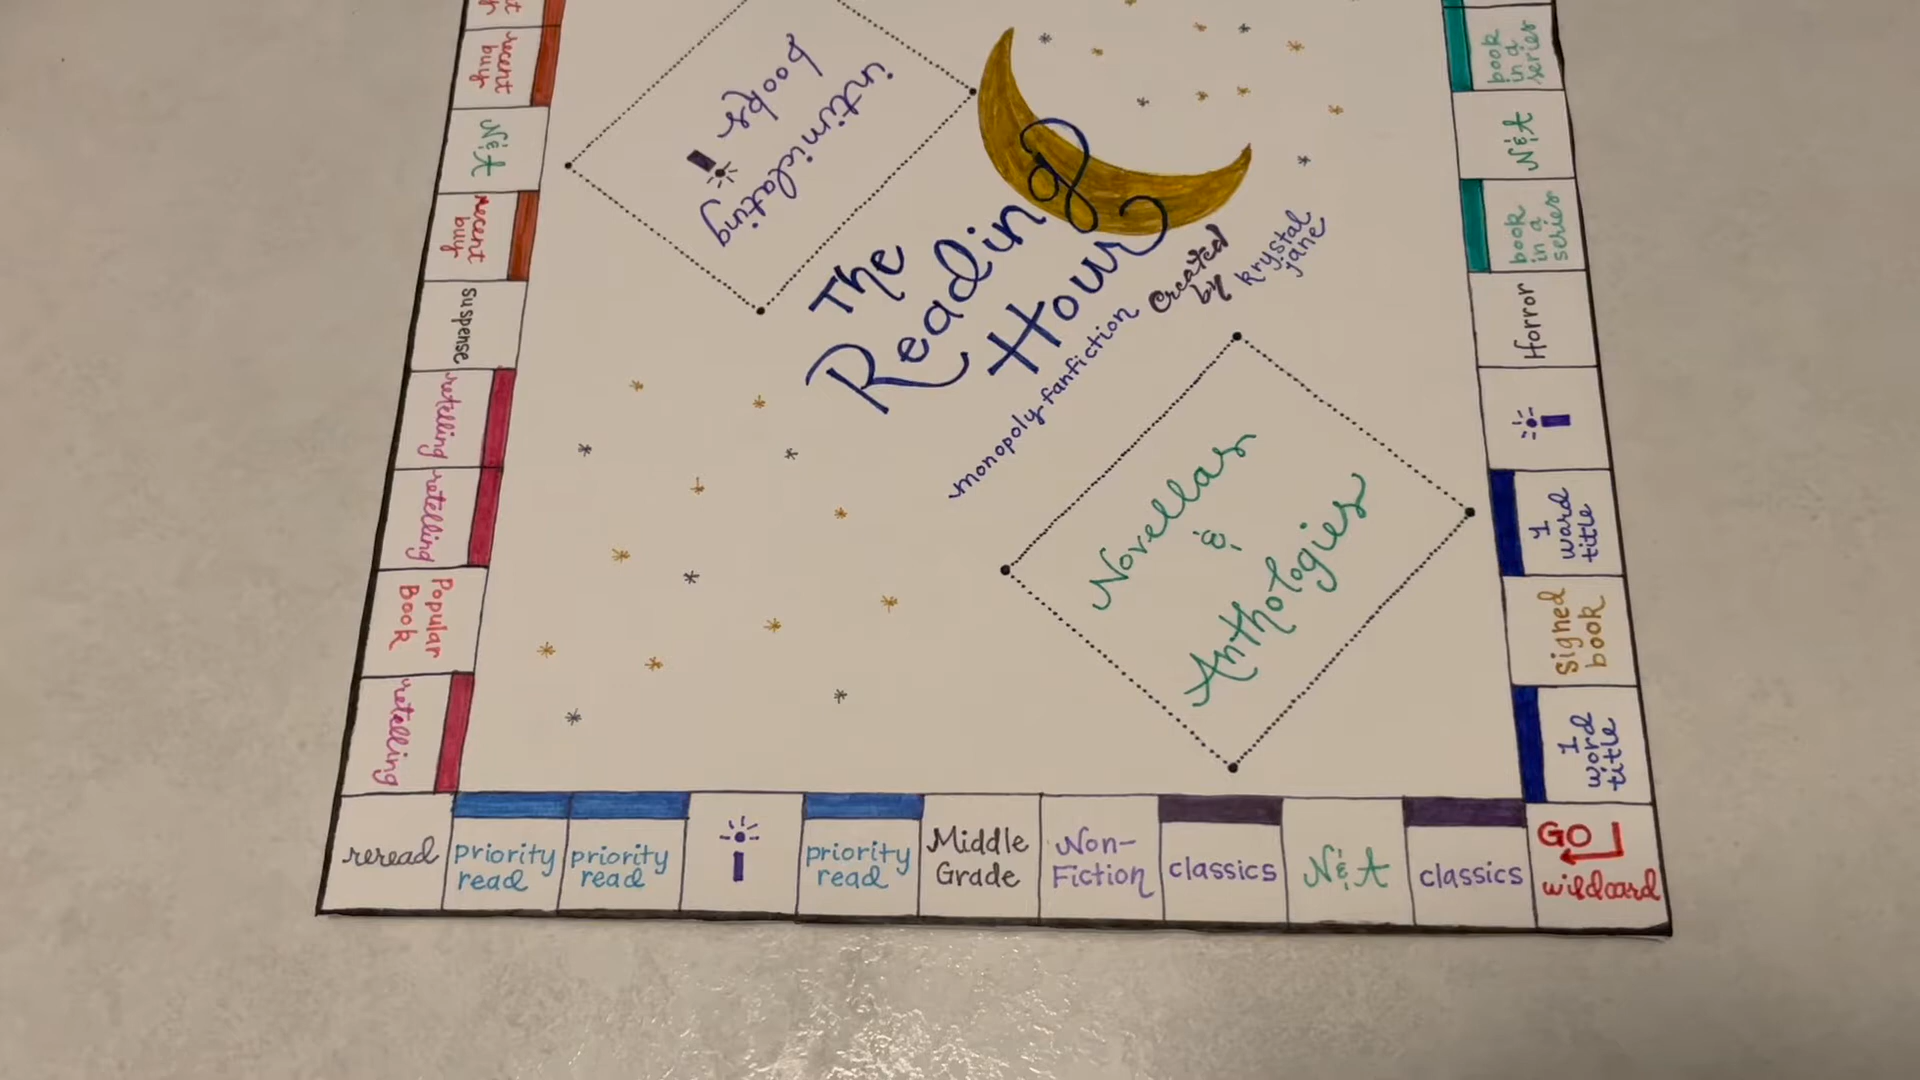 recent
buy
N&A
recent
buy
Suspense
retelling
retelling
Popular
Book
retelling
reread
priority
read
priority
read
priority
read
Middle
Grade
Non-
Fiction
classics
N&A
classics
GO
wildcard
1
word
title
Signed
book
1
word
title
Horror
book
in a
series
N&A
book
in a
series
intimidating
books
The
Reading
Hour
monopoly fanfiction
Created
by
Krystal
jane
Novellas
&
Anthologies